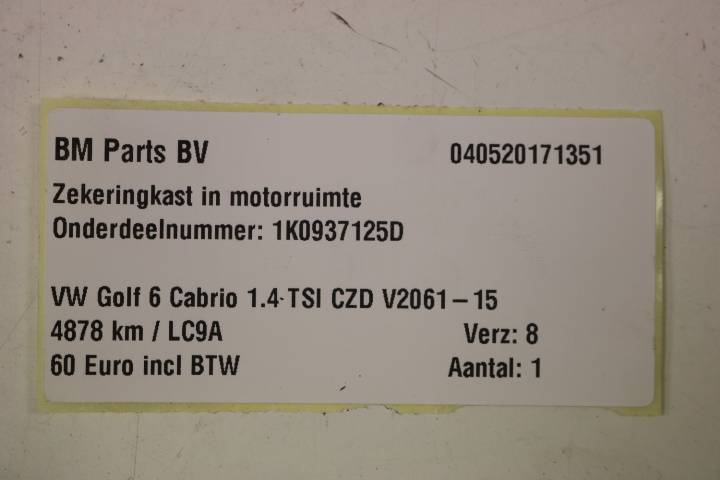 BM Parts BV 040520171351
Zekeringkast in motorruimte
Onderdeelnummer: 1K0937125D
VW Golf 6 Cabrio 1.4 TSI CZD V2061-15
4878 km / LC9A Verz: 8
60 Euro incl BTW Aantal: 1